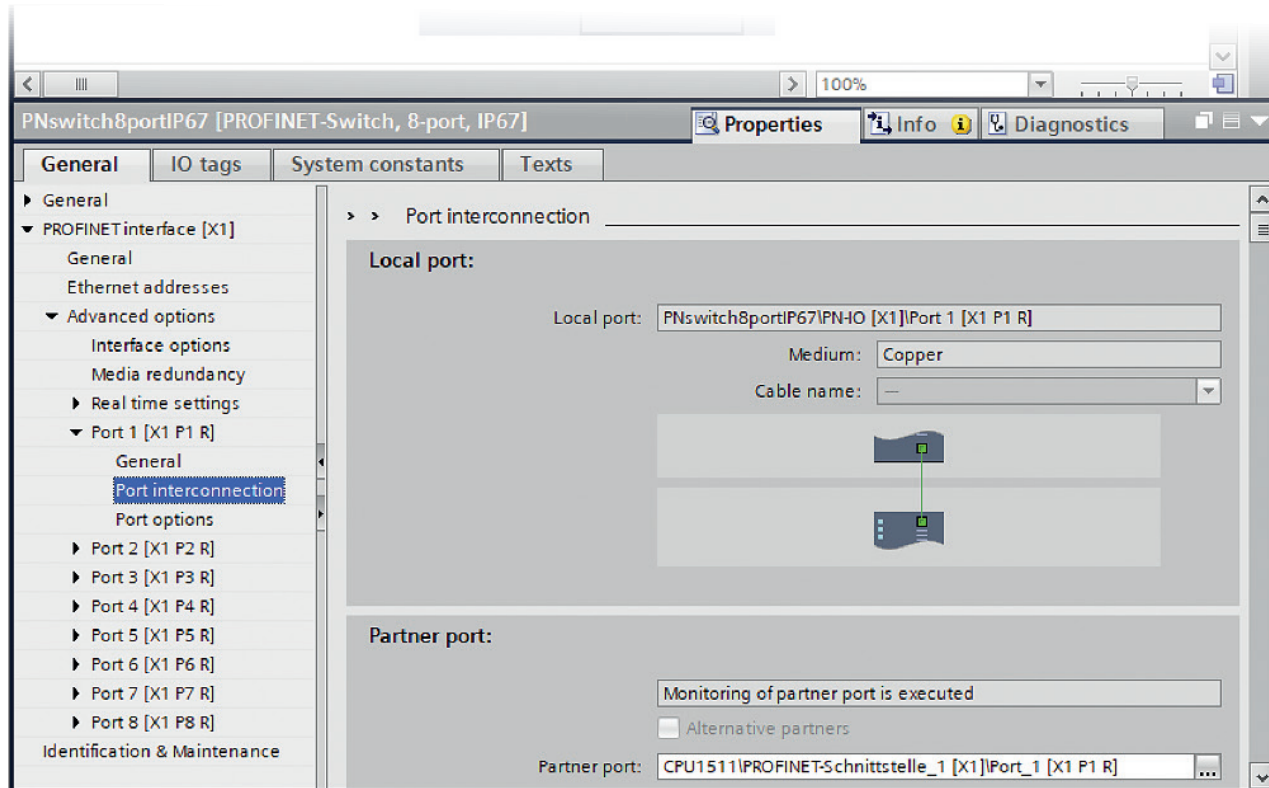 100%
PNswitch8portIP67 [PROFINET-Switch, 8-port, IP67]
Properties
Info
Diagnostics
General
IO tags
System constants
Texts
General
PROFINET interface [X1]
General
Ethernet addresses
Advanced options
Interface options
Media redundancy
Real time settings
Port 1 [X1 P1 R]
General
Port interconnection
Port options
Port 2 [X1 P2 R]
Port 3 [X1 P3 R]
Port 4 [X1 P4 R]
Port 5 [X1 P5 R]
Port 6 [X1 P6 R]
Port 7 [X1 P7 R]
Port 8 [X1 P8 R]
Identification & Maintenance
> > Port interconnection
Local port:
Local port: PNswitch8portIP67\PN-IO [X1]\Port 1 [X1 P1 R]
Medium: Copper
Cable name: —
Partner port:
Monitoring of partner port is executed
Alternative partners
Partner port: CPU1511\PROFINET-Schnittstelle_1 [X1]\Port_1 [X1 P1 R] ...